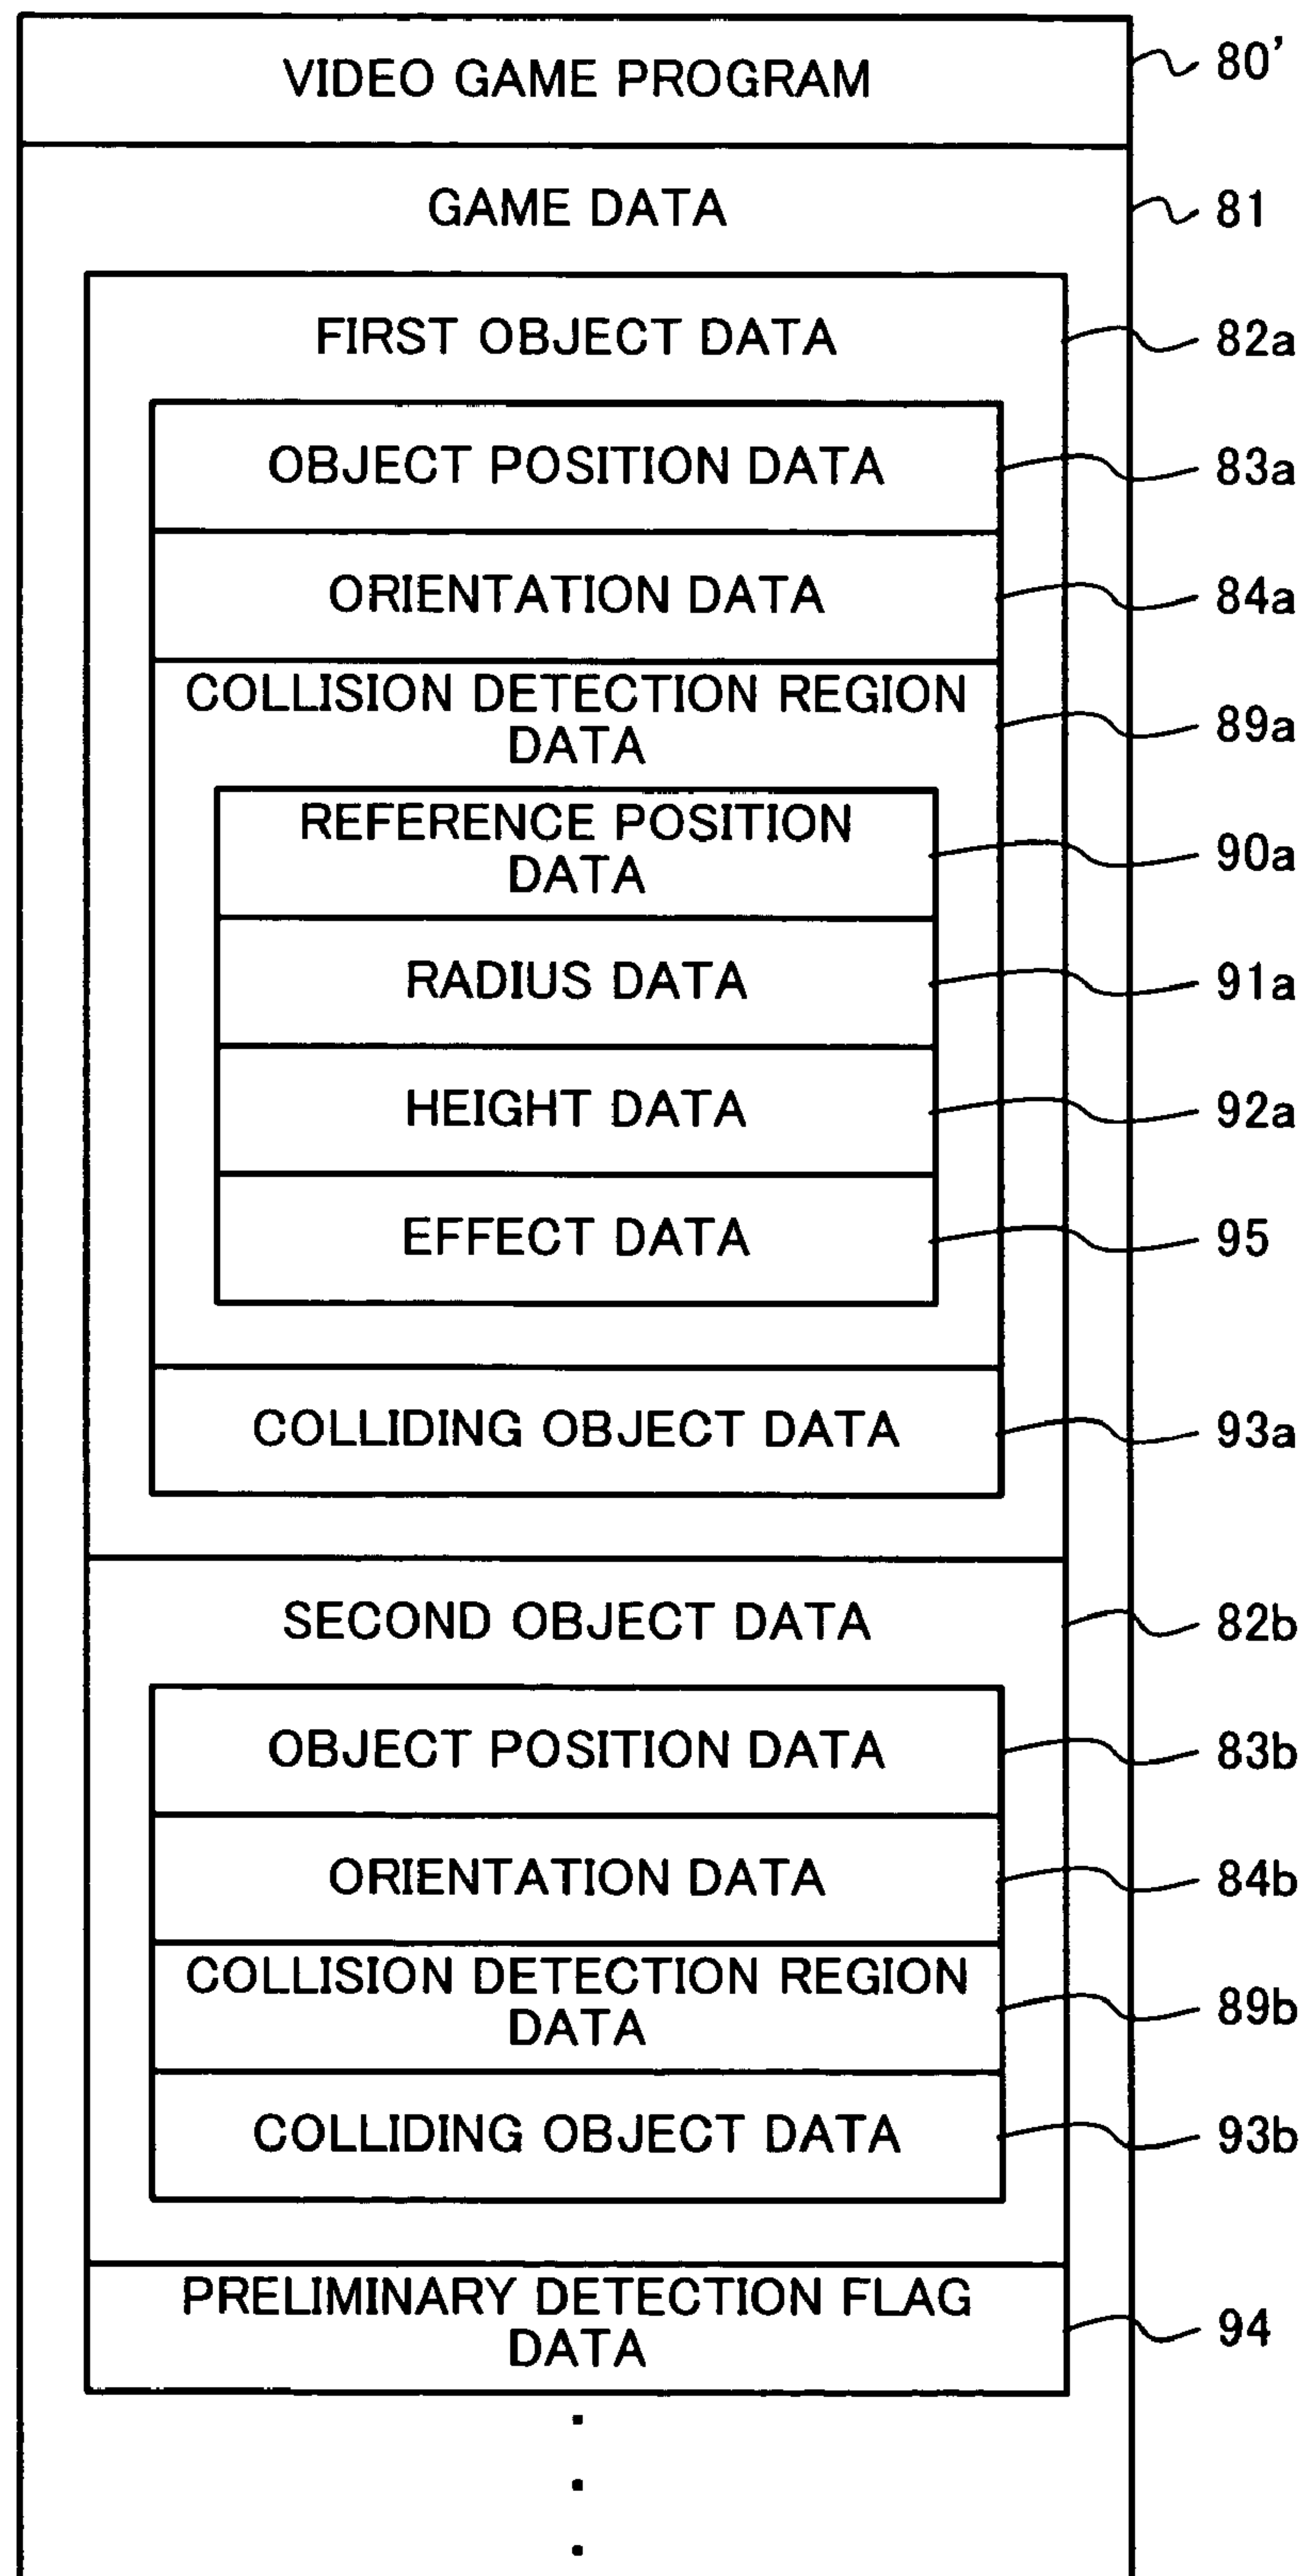 VIDEO GAME PROGRAM 80'
GAME DATA 81
FIRST OBJECT DATA 82a
OBJECT POSITION DATA 83a
ORIENTATION DATA 84a
COLLISION DETECTION REGION
DATA 89a
REFERENCE POSITION
DATA 90a
RADIUS DATA 91a
HEIGHT DATA 92a
EFFECT DATA 95
COLLIDING OBJECT DATA 93a
SECOND OBJECT DATA 82b
OBJECT POSITION DATA 83b
ORIENTATION DATA 84b
COLLISION DETECTION REGION
DATA 89b
COLLIDING OBJECT DATA 93b
PRELIMINARY DETECTION FLAG
DATA 94